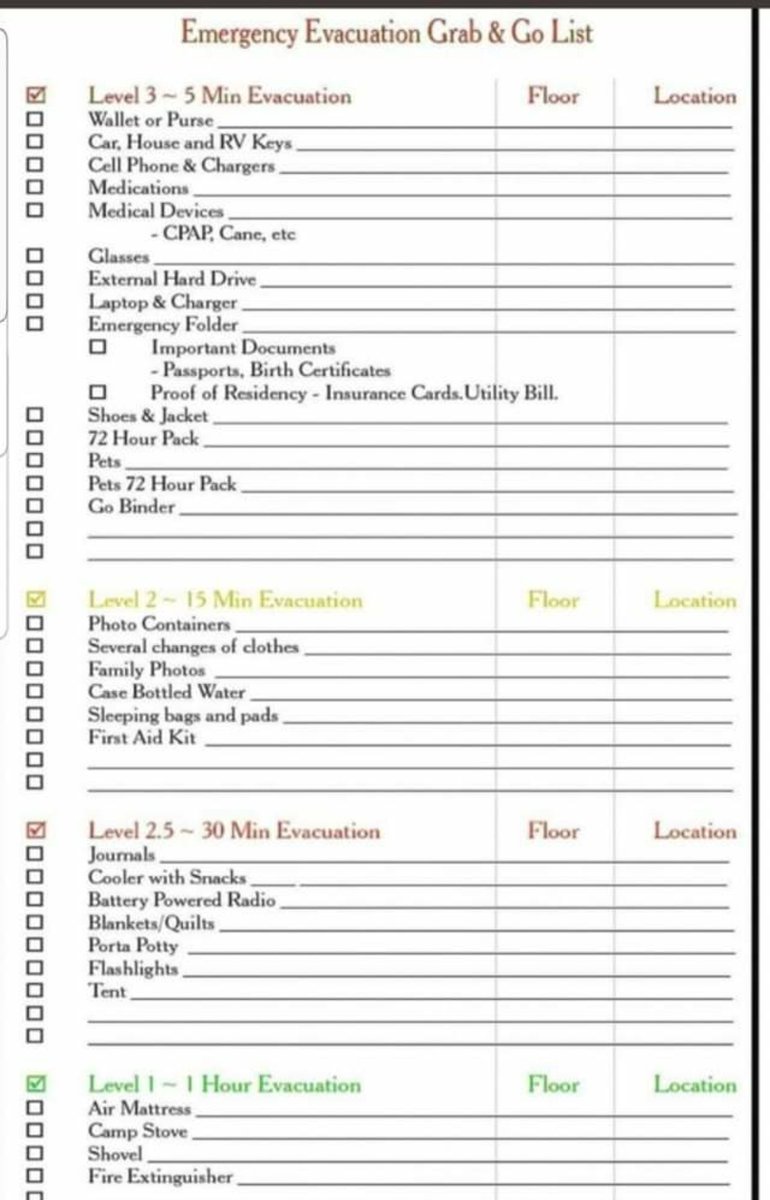 Emergency Evacuation Grab & Go List
Level 3 ~ 5 Min Evacuation Floor Location
Wallet or Purse
Car, House and RV Keys
Cell Phone & Chargers
Medications
Medical Devices
- CPAP, Cane, etc
Glasses
External Hard Drive
Laptop & Charger
Emergency Folder
Important Documents
- Passports, Birth Certificates
Proof of Residency - Insurance Cards.Utility Bill.
Shoes & Jacket
72 Hour Pack
Pets
Pets 72 Hour Pack
Go Binder
Level 2 ~ 15 Min Evacuation Floor Location
Photo Containers
Several changes of clothes
Family Photos
Case Bottled Water
Sleeping bags and pads
First Aid Kit
Level 2.5 ~ 30 Min Evacuation Floor Location
Journals
Cooler with Snacks
Battery Powered Radio
Blankets/Quilts
Porta Potty
Flashlights
Tent
Level 1 ~ 1 Hour Evacuation Floor Location
Air Mattress
Camp Stove
Shovel
Fire Extinguisher